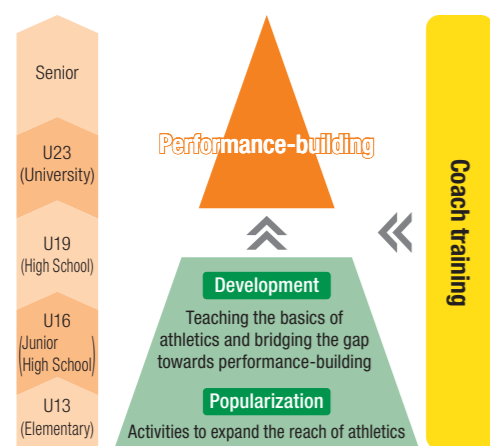 Senior
U23
(University)
U19
(High School)
U16
(Junior
High School)
U13
(Elementary)
Performance-building
Development
Teaching the basics of
athletics and bridging the gap
towards performance-building
Popularization
Activities to expand the reach of athletics
Coach training